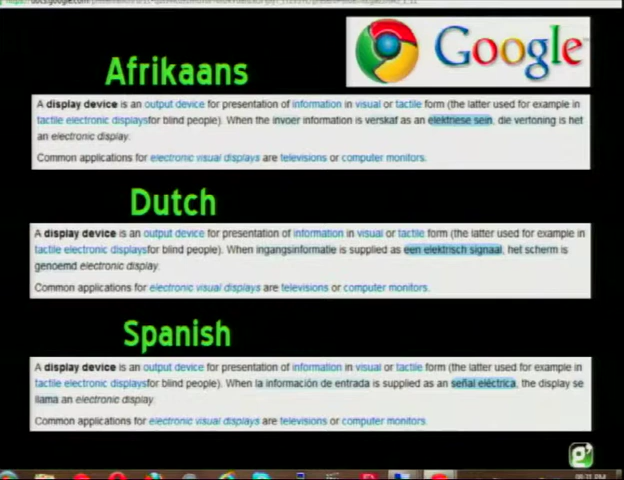 Google
Afrikaans
A display device is an output device for presentation of information in visual or tactile form (the latter used for example in
tactile electronic displaysfor blind people). When the invoer information is verskaf as an elektriese sein, die vertoning is het
an electronic display.
Common applications for electronic visual displays are televisions or computer monitors.
Dutch
A display device is an output device for presentation of information in visual or tactile form (the latter used for example in
tactile electronic displaysfor blind people). When ingangsinformatie is supplied as een elektrisch signaal, het scherm is
genoemd electronic display.
Common applications for electronic visual displays are televisions or computer monitors.
Spanish
A display device is an output device for presentation of information in visual or tactile form (the latter used for example in
tactile electronic displaysfor blind people). When la información de entrada is supplied as an señal eléctrica, the display se
llama an electronic display.
Common applications for electronic visual displays are televisions or computer monitors.